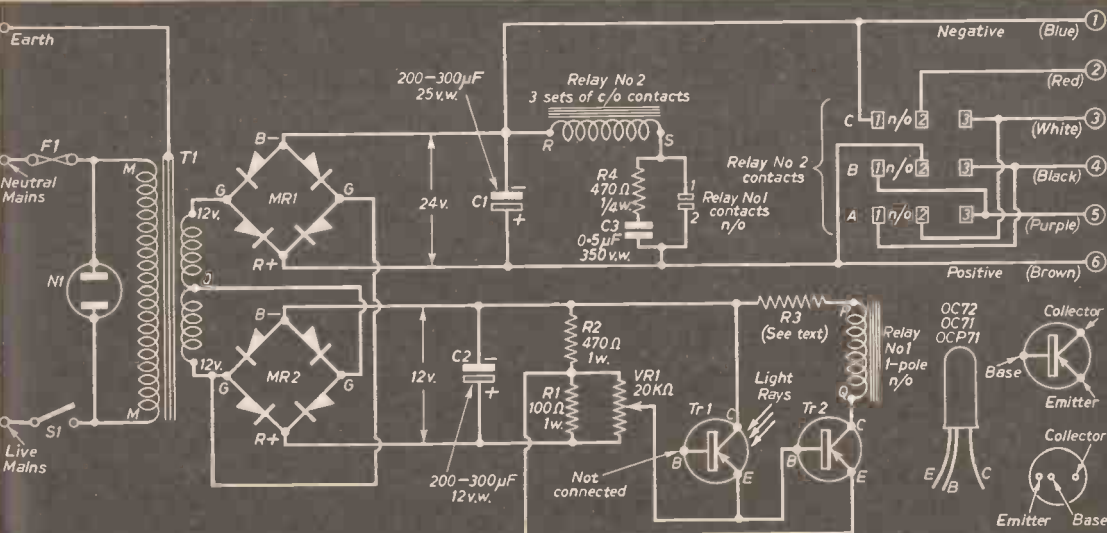 Earth
F1
Neutral
Mains
N1
S1
Live
Mains
M
M
T1
12v.
O
12v.
G
B-
MR1
G
R+
G
B-
MR2
G
R+
24v.
12v.
200-300µF
25v.w.
C1
-
+
C2
-
+
200-300µF
12v.w.
Relay No 2
3 sets of c/o contacts
R
S
R4
470Ω
1/4w.
C3
0·5µF
350v.w.
1
2
Relay No1
contacts
n/o
Relay No 2
contacts
C 1 n/o 2 3
B 1 n/o 2 3
A 1 n/o 2 3
Negative (Blue) 1
(Red) 2
(White) 3
(Black) 4
(Purple) 5
Positive (Brown) 6
R2
470Ω
1w.
R1
100Ω
1w.
VR1
20KΩ
R3
(See text)
P
Q
Relay
No1
1-pole
n/o
Light
Rays
Tr1
C
B
E
Tr2
C
B
E
Not
connected
OC72
OC71
OCP71
E
B
C
Collector
Base
Emitter
Collector
Emitter
Base